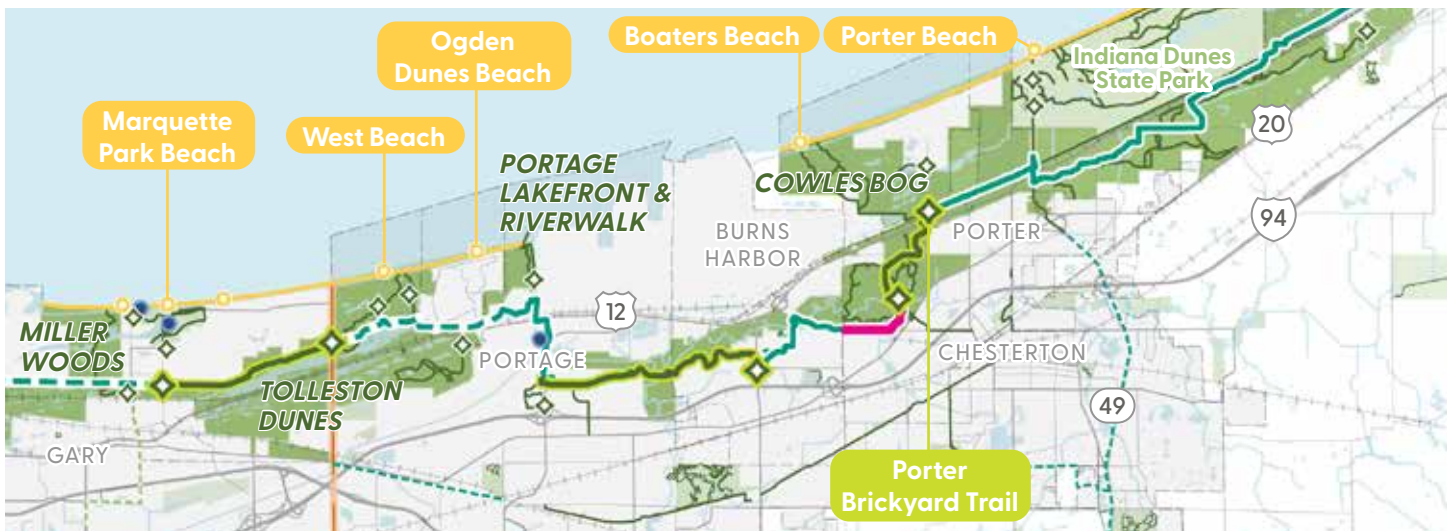 Ogden
Dunes Beach
Boaters Beach
Porter Beach
Indiana Dunes
State Park
Marquette
Park Beach
West Beach
20
PORTAGE
LAKEFRONT &
RIVERWALK
COWLES BOG
94
BURNS
HARBOR
PORTER
12
MILLER
WOODS
PORTAGE
CHESTERTON
TOLLESTON
DUNES
49
GARY
Porter
Brickyard Trail